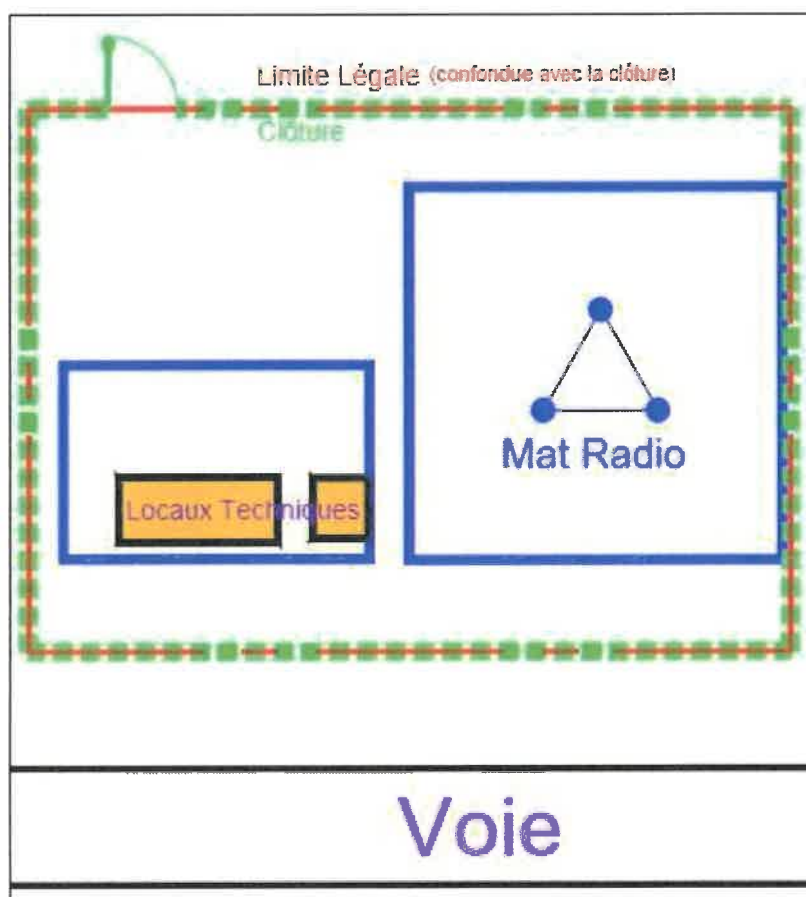 Limite Légale (confondue avec la clôture)
Clôture
Mat Radio
Locaux Techniques
Voie